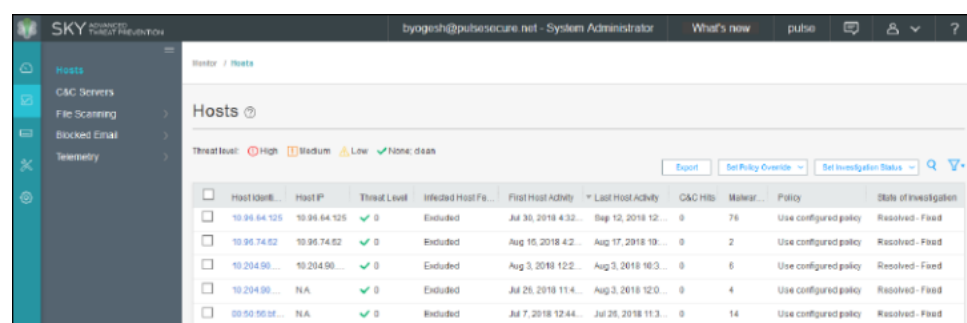 SKY ADVANCED THREAT PREVENTION
byogesh@pulsesecure.net - System Administrator What's new pulse ?
Hosts
C&C Servers
File Scanning
Blocked Email
Telemetry
Monitor / Hosts
Hosts ?
Threat level: High Medium Low None; clean
Export Set Policy Override Set Investigation Status
Host Identi... Host IP Threat Level Infected Host Fe... First Host Activity Last Host Activity C&C Hits Malwar... Policy State of Investigation
10.96.64.125 10.96.64.125 0 Excluded Jul 30, 2018 4:32... Sep 12, 2018 12:... 0 76 Use configured policy Resolved - Fixed
10.96.74.62 10.96.74.62 0 Excluded Aug 16, 2018 4:2... Aug 17, 2018 10:... 0 2 Use configured policy Resolved - Fixed
10.204.90.... 10.204.90.... 0 Excluded Aug 3, 2018 12:2... Aug 3, 2018 16:3... 0 6 Use configured policy Resolved - Fixed
10.204.90.... N.A 0 Excluded Jul 26, 2018 11:4... Aug 3, 2018 12:0... 0 4 Use configured policy Resolved - Fixed
00:50:56:bf... N.A 0 Excluded Jul 7, 2018 12:44... Jul 26, 2018 11:3... 0 14 Use configured policy Resolved - Fixed